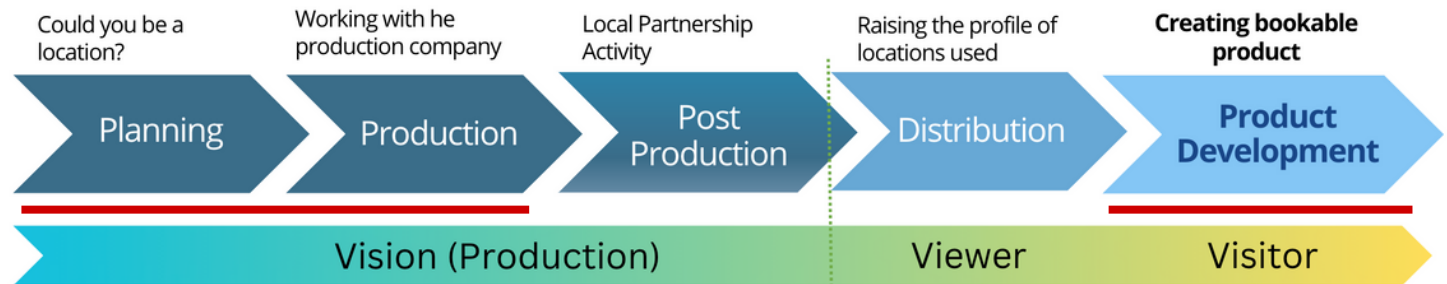 Could you be a
location?
Working with he
production company
Local Partnership
Activity
Raising the profile of
locations used
Creating bookable
product
Planning
Production
Post
Production
Distribution
Product
Development
Vision (Production)
Viewer
Visitor